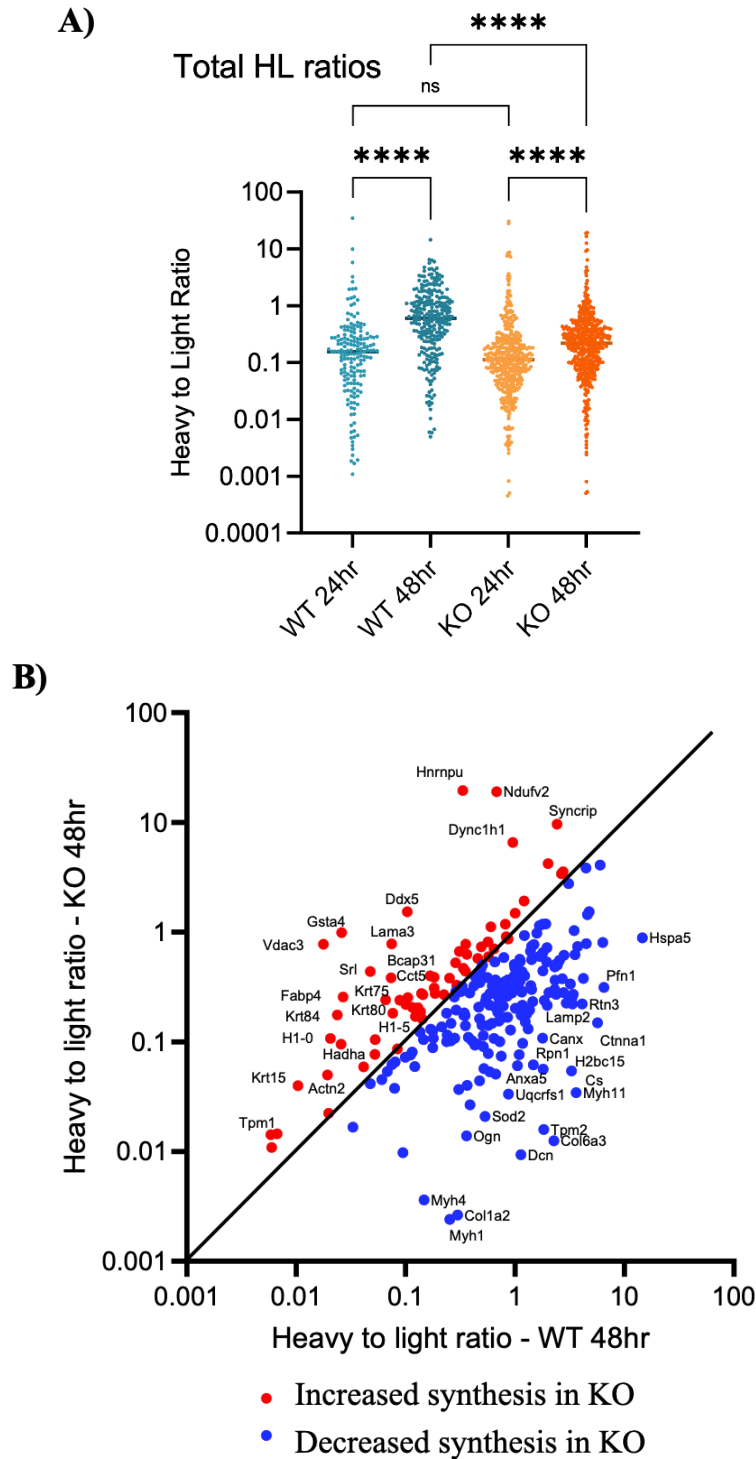 A)
****
Total HL ratios
ns
**** ****
100
10
1
0.1
0.01
0.001
0.0001
Heavy to Light Ratio
WT 24hr
WT 48hr
KO 24hr
KO 48hr
B)
100
10
1
0.1
0.01
0.001
Heavy to light ratio - KO 48hr
Hnrnpu
Ndufv2
Syncrip
Dync1h1
Ddx5
Gsta4
Lama3
Vdac3
Hspa5
Bcap31
Srl
Cct5
Pfn1
Krt75
Fabp4
Rtn3
Krt80
Krt84
Lamp2
H1-5
H1-0
Canx
Ctnna1
Hadha
Rpn1
H2bc15
Krt15
Actn2
Anxa5
Cs
Uqcrfs1
Myh11
Sod2
Tpm1
Tpm2
Ogn
Col6a3
Dcn
Myh4
Col1a2
Myh1
0.001
0.01
0.1
1
10
100
Heavy to light ratio - WT 48hr
Increased synthesis in KO
Decreased synthesis in KO